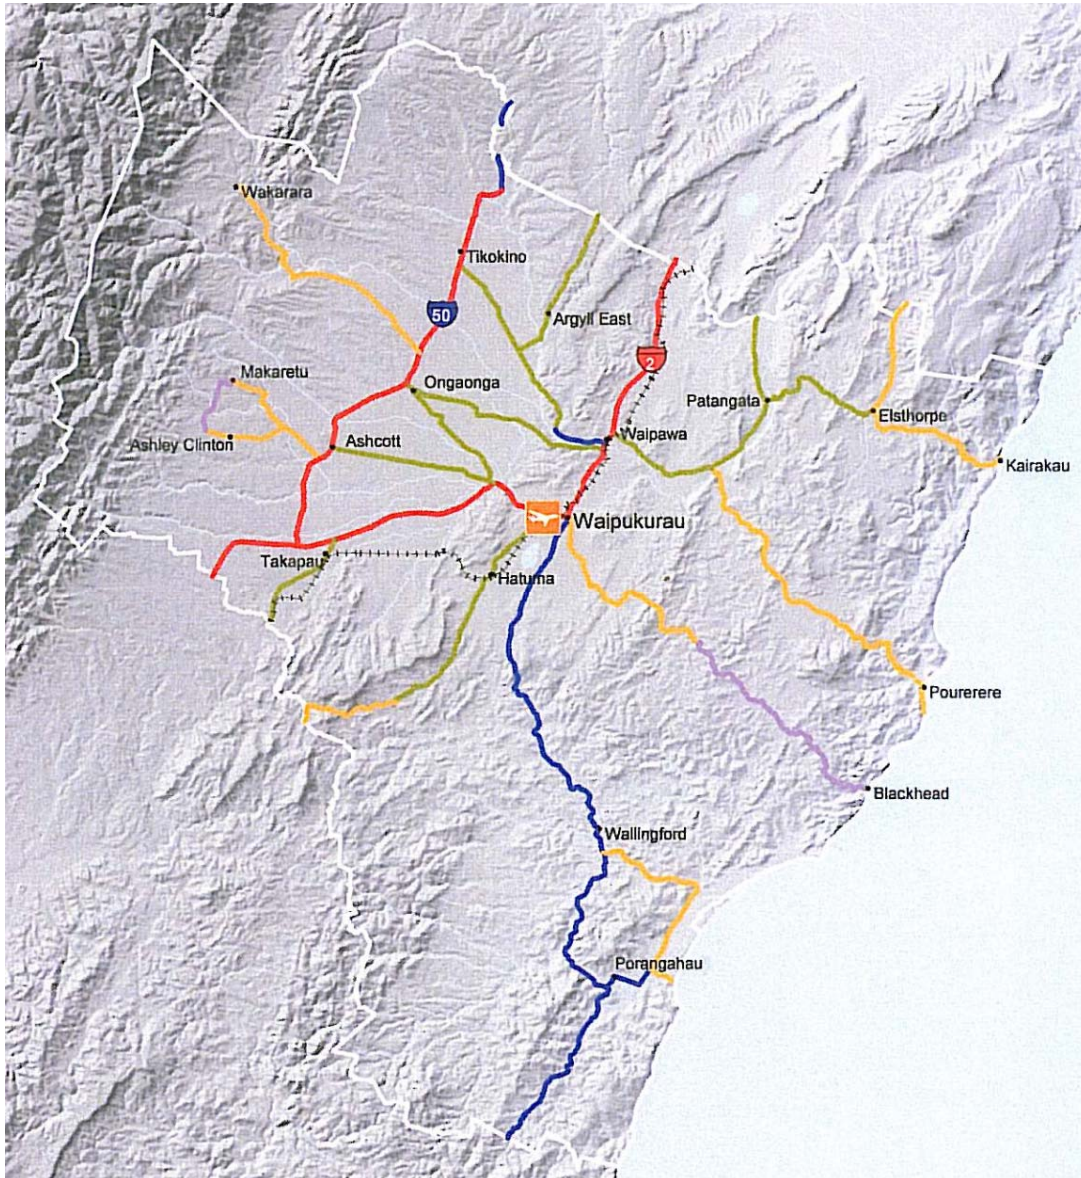 Wakarara
Tikokino
50
Argyll East
2
Makaretu
Ongaonga
Patangata
Elsthorpe
Ashley Clinton
Ashcott
Waipawa
Kairakau
Waipukurau
Takapau
Hatuma
Pourerere
Blackhead
Wallingford
Porangahau